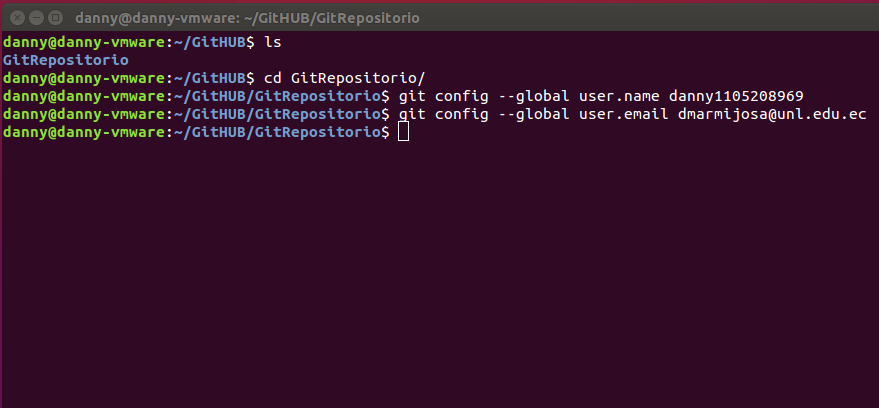 danny@danny-vmware: ~/GitHUB/GitRepositorio
danny@danny-vmware:~/GitHUB$ ls
GitRepositorio
danny@danny-vmware:~/GitHUB$ cd GitRepositorio/
danny@danny-vmware:~/GitHUB/GitRepositorio$ git config --global user.name danny1105208969
danny@danny-vmware:~/GitHUB/GitRepositorio$ git config --global user.email dmarmijosa@unl.edu.ec
danny@danny-vmware:~/GitHUB/GitRepositorio$